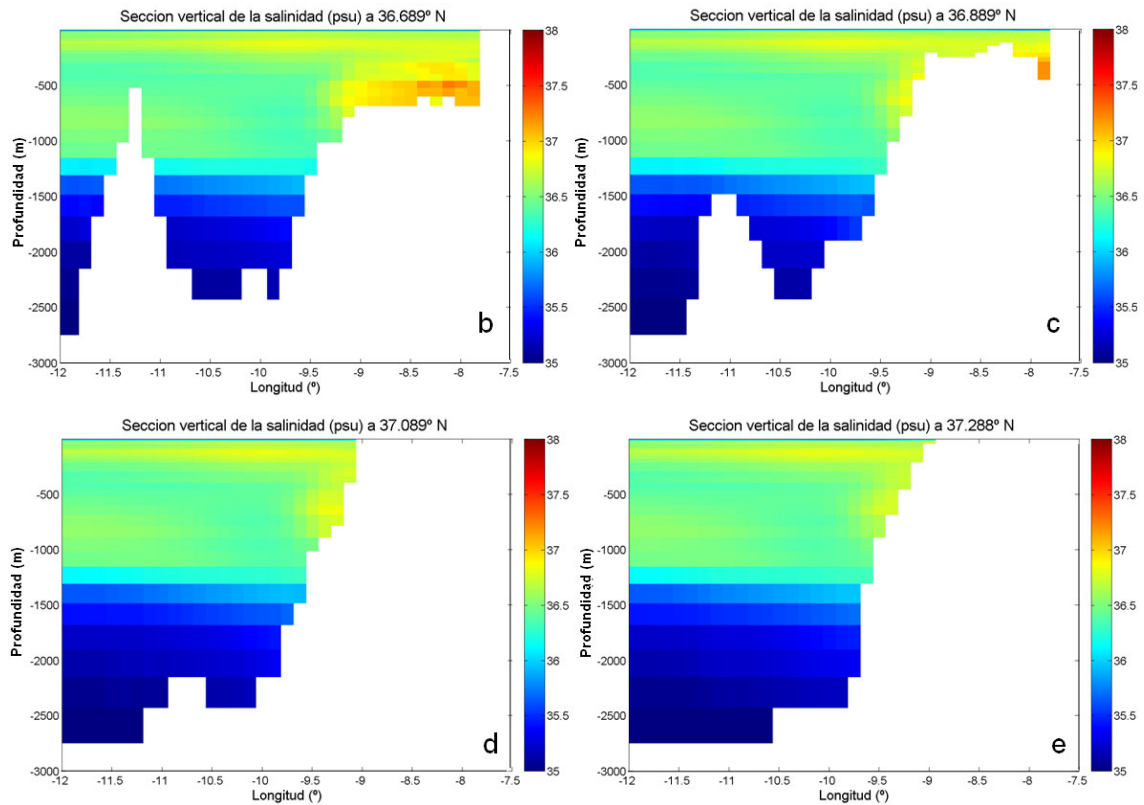 Seccion vertical de la salinidad (psu) a 36.689º N
Profundidad (m)
-500
-1000
-1500
-2000
-2500
-3000
-12 -11.5 -11 -10.5 -10 -9.5 -9 -8.5 -8 -7.5
Longitud (º)
38
37.5
37
36.5
36
35.5
35
b
Seccion vertical de la salinidad (psu) a 36.889º N
Profundidad (m)
-500
-1000
-1500
-2000
-2500
-3000
-12 -11.5 -11 -10.5 -10 -9.5 -9 -8.5 -8 -7.5
Longitud (º)
38
37.5
37
36.5
36
35.5
35
c
Seccion vertical de la salinidad (psu) a 37.089º N
Profundidad (m)
-500
-1000
-1500
-2000
-2500
-3000
-12 -11.5 -11 -10.5 -10 -9.5 -9 -8.5 -8 -7.5
Longitud (º)
38
37.5
37
36.5
36
35.5
35
d
Seccion vertical de la salinidad (psu) a 37.288º N
Profundidad (m)
-500
-1000
-1500
-2000
-2500
-3000
-12 -11.5 -11 -10.5 -10 -9.5 -9 -8.5 -8 -7.5
Longitud (º)
38
37.5
37
36.5
36
35.5
35
e